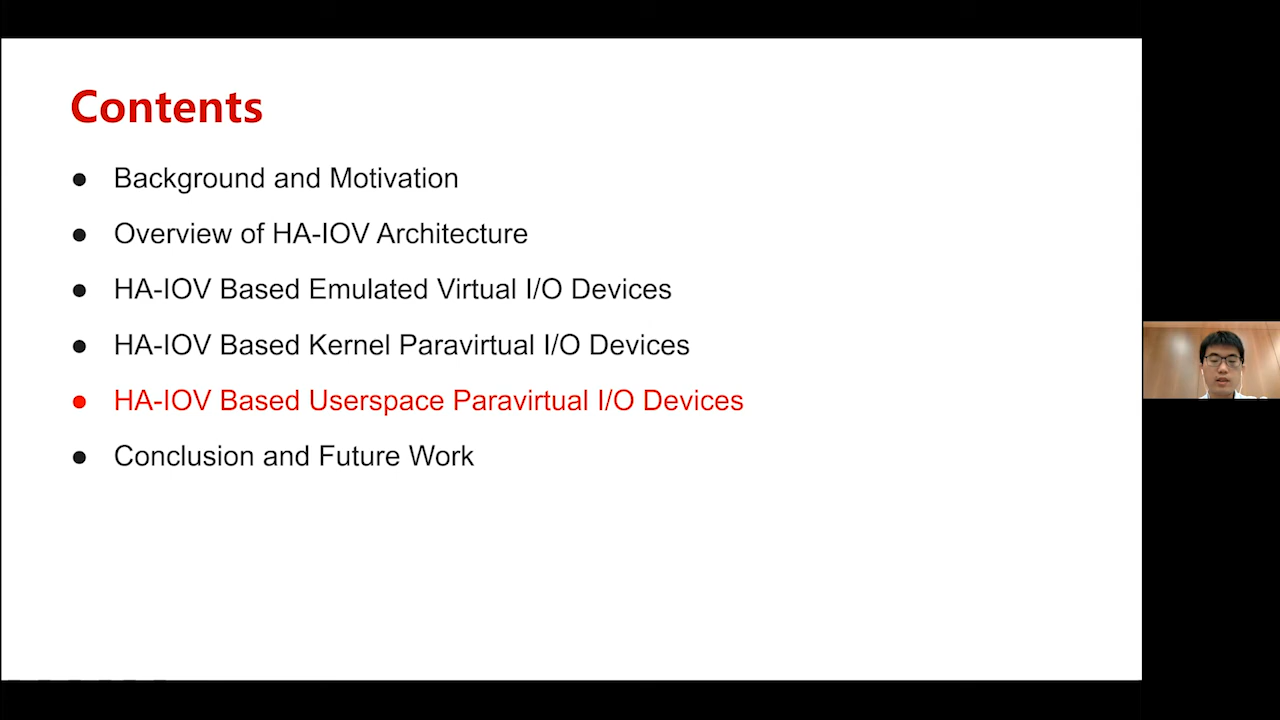 Contents
● Background and Motivation
● Overview of HA-IOV Architecture
● HA-IOV Based Emulated Virtual I/O Devices
● HA-IOV Based Kernel Paravirtual I/O Devices
● HA-IOV Based Userspace Paravirtual I/O Devices
● Conclusion and Future Work